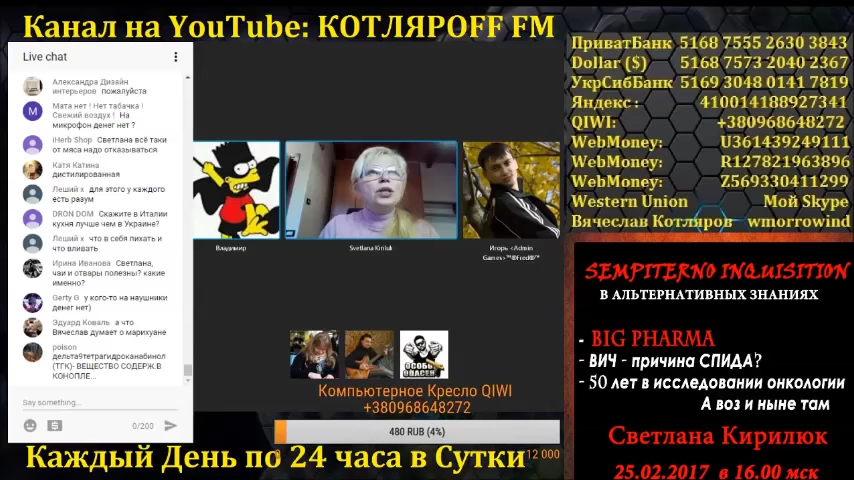 Канал на YouTube: КОТЛЯРОFF FM
Live chat
Александра Дизайн
интерьеров пожалуйста
М
Мата нет ! Нет табачка !
Свежий воздух ! На
микрофон денег нет ?
iHerb Shop Светлана всё таки
от мяса надо отказываться
Катя Катина
дистилированная
Леший х для этого у каждого
есть разум
DRON DOM Скажите в Италии
кухня лучше чем в Украине?
Леший х что в себя пихать и
что вливать
Ирина Иванова Светлана,
чаи и отвары полезны? какие
именно?
Gerty G у кого-то на наушники
денег нет)
Эдуард Коваль а что
Вячеслав думает о марихуане
poison
дельта9тетрагидроканабинол
(ТГК)- ВЕЩЕСТВО СОДЕРЖ.В
КОНОПЛЕ...
Say something...
0/200
Владимир
Svetlana Kiriluk
Игорь <Admin
Games>™®Fred®/™
ОСОБО
ОПАСЕН
Компьютерное Кресло QIWI
+380968648272
480 RUB (4%)
0
12 000
Каждый День по 24 часа в Сутки
ПриватБанк 5168 7555 2630 3843
Dollar ($) 5168 7573 2040 2367
УкрСибБанк 5169 3048 0141 7819
Яндекс : 410014188927341
QIWI: +380968648272
WebMoney: U361439249111
WebMoney: R127821963896
WebMoney: Z569330411299
Western Union Мой Skype
Вячеслав Котляров wmorrowind
SEMPITERNO INQUISITION
В АЛЬТЕРНАТИВНЫХ ЗНАНИЯХ
- BIG PHARMA
- ВИЧ - причина СПИДА?
- 50 лет в исследовании онкологии
А воз и ныне там
Светлана Кирилюк
25.02.2017 в 16.00 мск